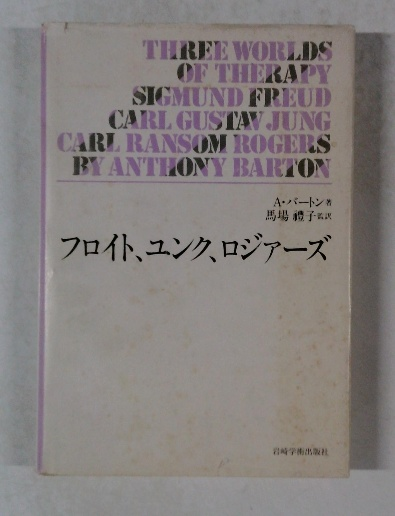 THREE WORLDS
OF THERAPY
SIGMUND FREUD
CARL GUSTAV JUNG
CARL RANSOM ROGERS
BY ANTHONY BARTON
A・バートン著
馬場禮子監訳
フロイト、ユンク、ロジァーズ
岩崎学術出版社